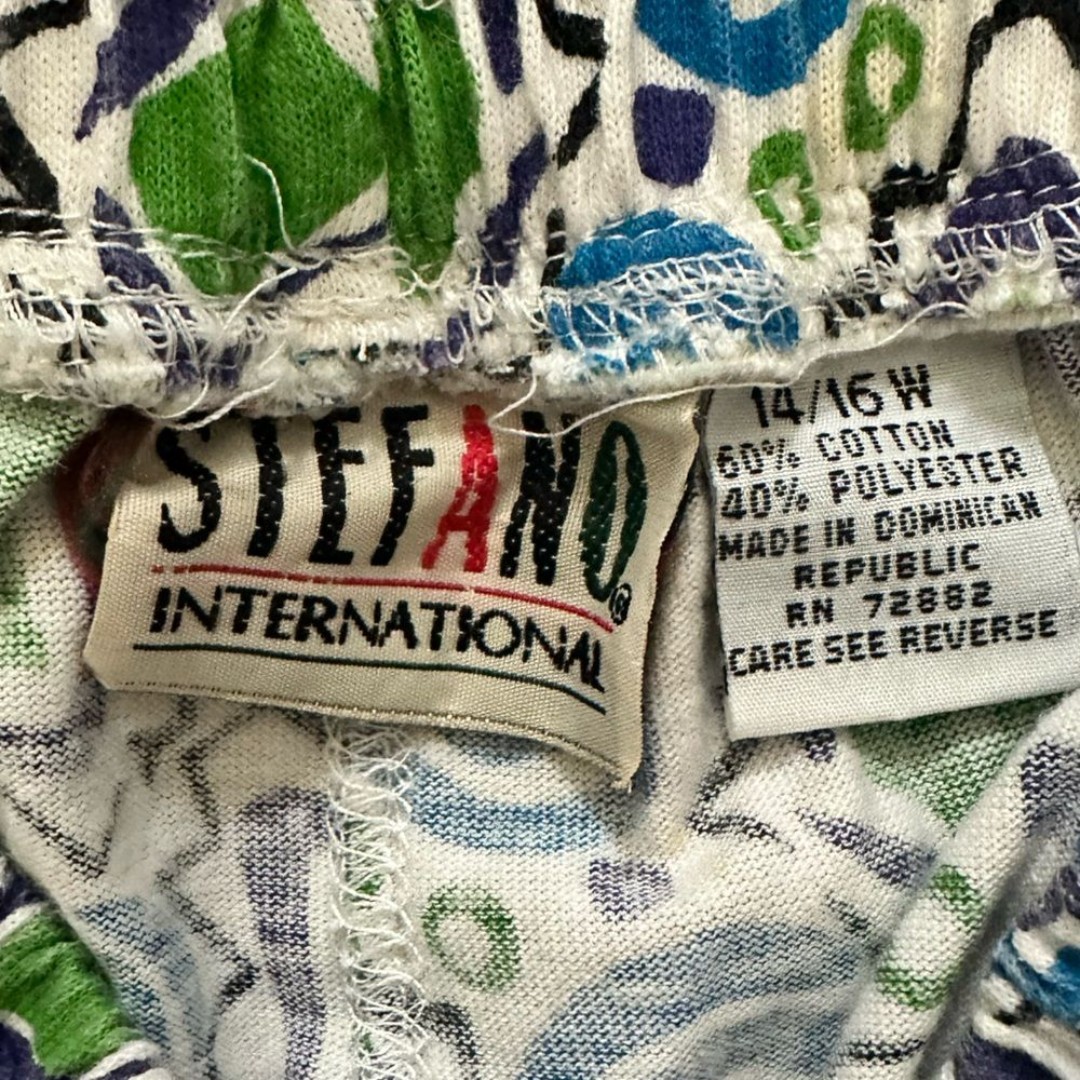 STEFANO®
INTERNATIONAL
14/16 W
60% COTTON
40% POLYESTER
MADE IN DOMINICAN
REPUBLIC
RN 72882
CARE SEE REVERSE